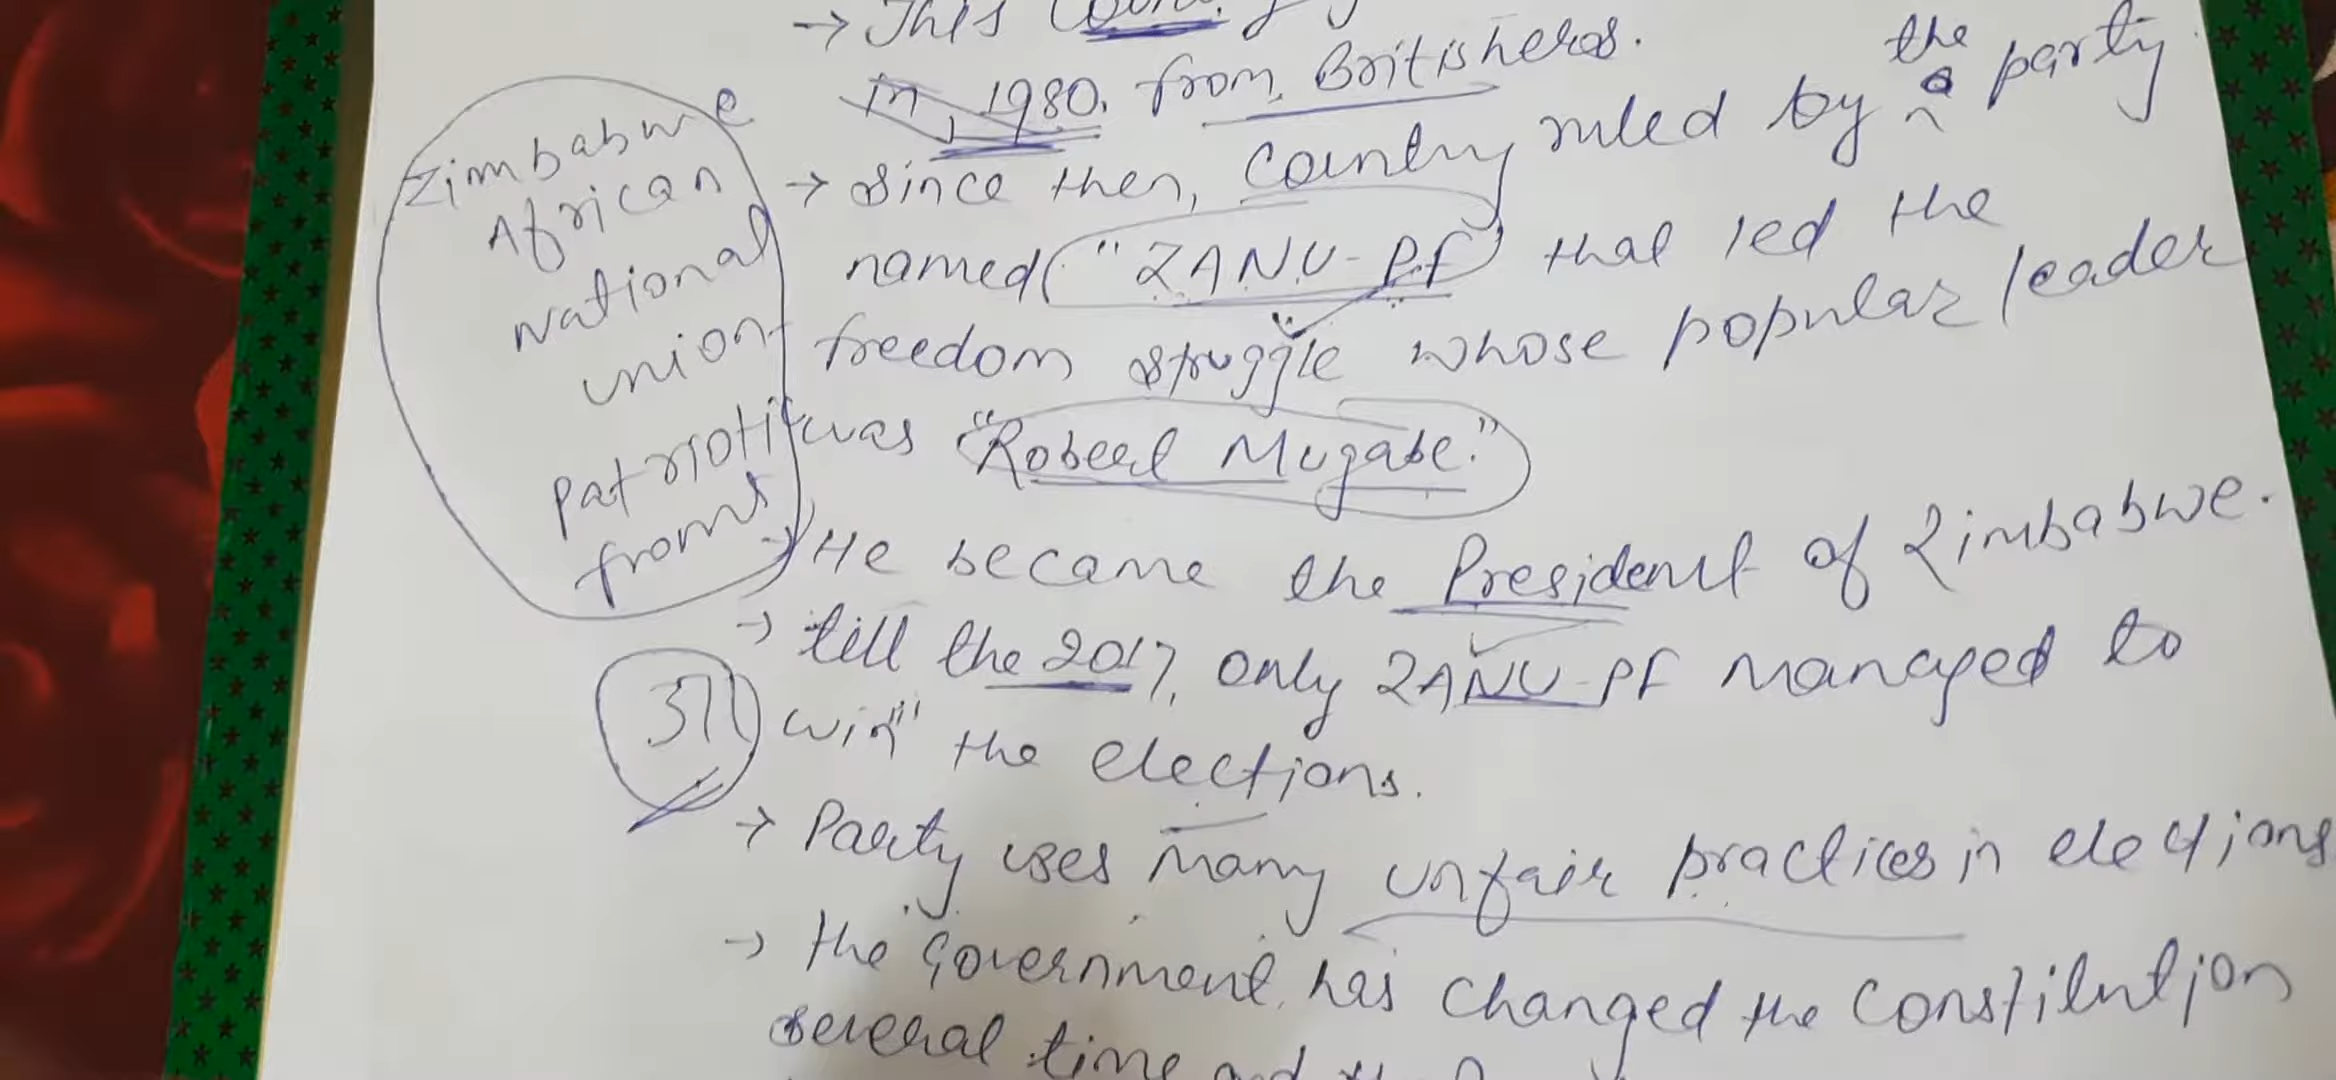 → This
in, 1980. from Britishers.
→ Since then, Country ruled by the party
named "ZANU-P.F" that led the
freedom struggle whose popular leader
was "Robert Mugabe."
→ He became the President of Zimbabwe.
→ till the 2017, only ZANU-PF managed to
win" the elections.
→ Party uses many unfair practices in elections
→ the Government has changed the Constitution
several time and
Zimbabwe
African
National
union-
patriotic
37